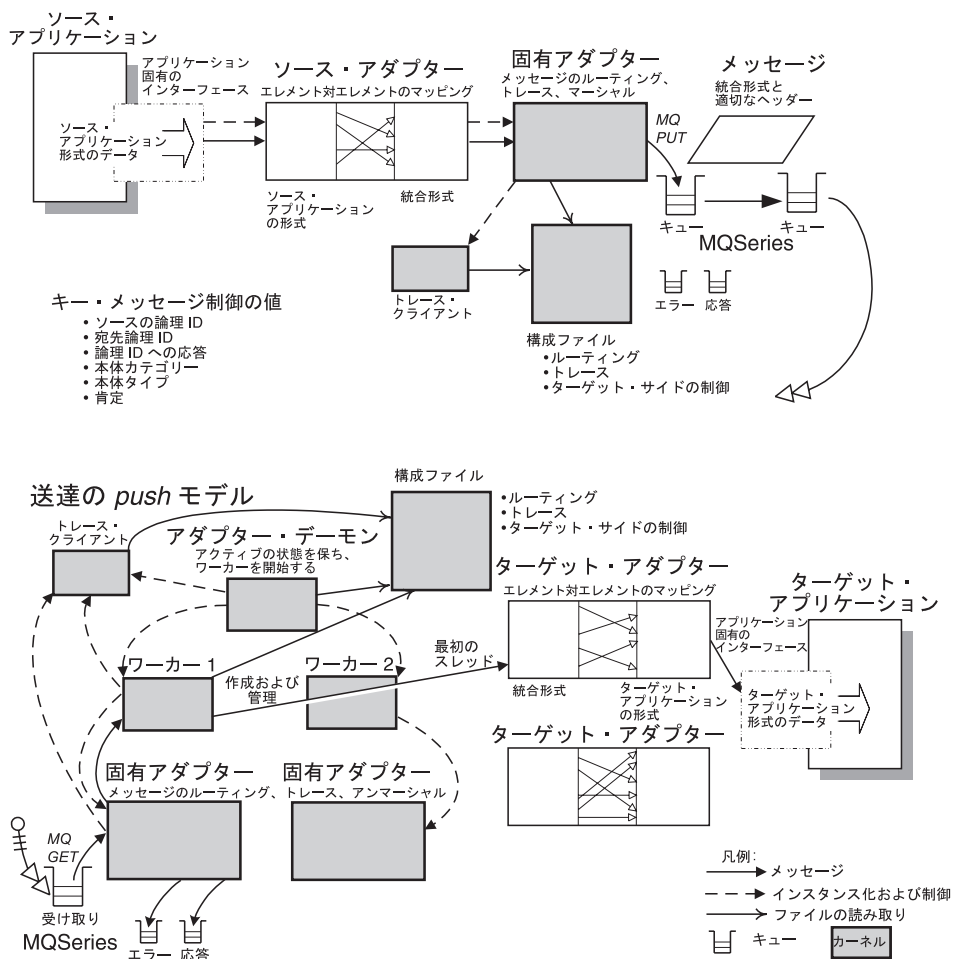 ソース・
アプリケーション
アプリケーション
固有の
インターフェース
ソース・
アプリケーション
形式のデータ
ソース・アダプター
エレメント対エレメントのマッピング
ソース・
アプリケーション
の形式
統合形式
固有アダプター
メッセージのルーティング、
トレース、マーシャル
MQ
PUT
メッセージ
統合形式と
適切なヘッダー
キュー
キュー
MQSeries
エラー
応答
トレース・
クライアント
構成ファイル
•ルーティング
•トレース
•ターゲット・サイドの制御
キー・メッセージ制御の値
• ソースの論理 ID
• 宛先論理 ID
• 論理 ID への応答
• 本体カテゴリー
• 本体タイプ
• 肯定
送達の push モデル
トレース・
クライアント
構成ファイル
•ルーティング
•トレース
•ターゲット・サイドの制御
アダプター・デーモン
アクティブの状態を保ち、
ワーカーを開始する
ワーカー 1
作成および
管理
ワーカー 2
最初の
スレッド
ターゲット・アダプター
エレメント対エレメントのマッピング
統合形式
ターゲット・
アプリケーション
の形式
アプリケーション
固有の
インターフェース
ターゲット・
アプリケーション
ターゲット・
アプリケーション
形式のデータ
ターゲット・アダプター
固有アダプター
固有アダプター
メッセージのルーティング、トレース、アンマーシャル
MQ
GET
受け取り
MQSeries
エラー
応答
凡例:
メッセージ
インスタンス化および制御
ファイルの読み取り
キュー
カーネル